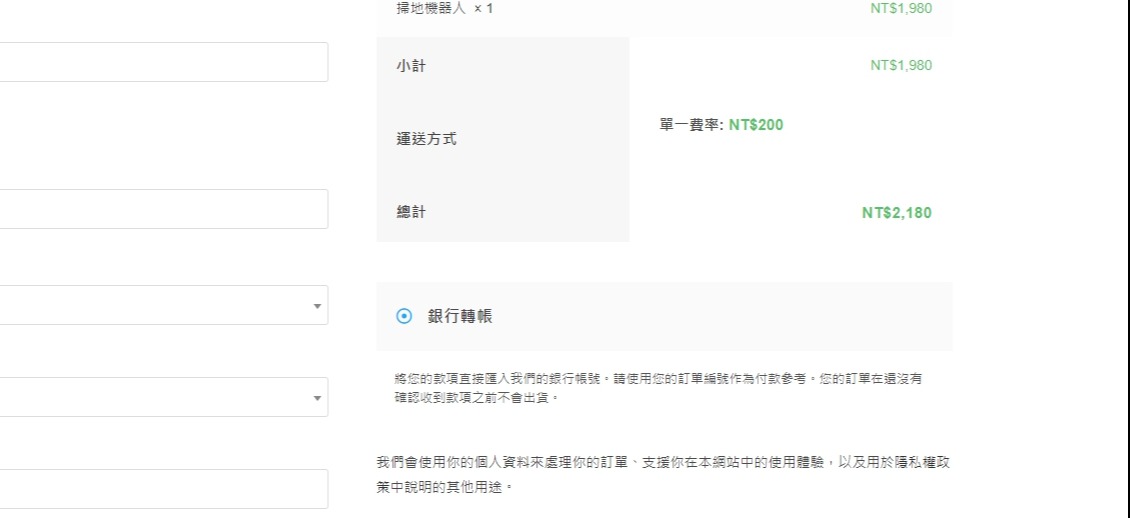 掃地機器人 × 1 NT$1,980
小計 NT$1,980
運送方式 單一費率: NT$200
總計 NT$2,180
銀行轉帳
將您的款項直接匯入我們的銀行帳號。請使用您的訂單編號作為付款參考。您的訂單在還沒有
確認收到款項之前不會出貨。
我們會使用你的個人資料來處理你的訂單、支援你在本網站中的使用體驗，以及用於隱私權政
策中說明的其他用途。